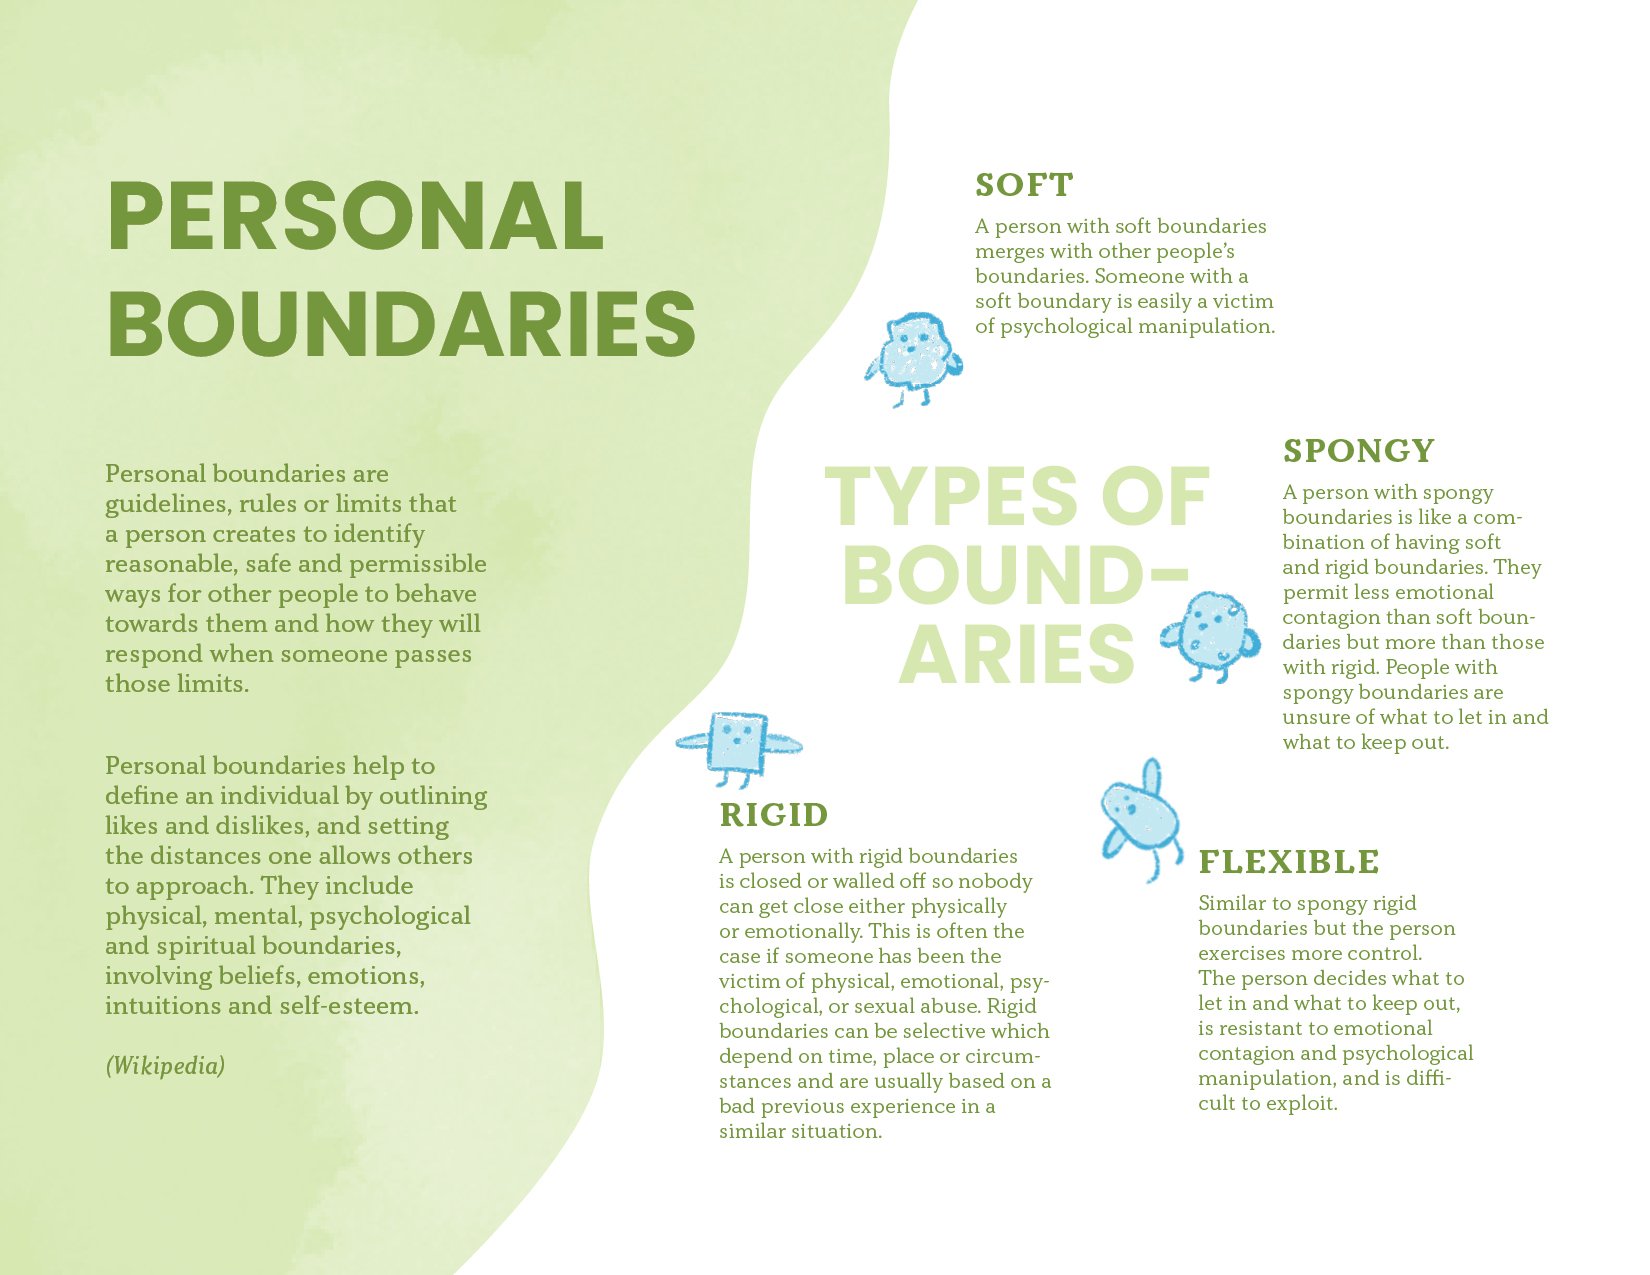 PERSONAL
BOUNDARIES
Personal boundaries are
guidelines, rules or limits that
a person creates to identify
reasonable, safe and permissible
ways for other people to behave
towards them and how they will
respond when someone passes
those limits.
Personal boundaries help to
define an individual by outlining
likes and dislikes, and setting
the distances one allows others
to approach. They include
physical, mental, psychological
and spiritual boundaries,
involving beliefs, emotions,
intuitions and self-esteem.
(Wikipedia)
TYPES OF
BOUND-
ARIES
SOFT
A person with soft boundaries
merges with other people’s
boundaries. Someone with a
soft boundary is easily a victim
of psychological manipulation.
SPONGY
A person with spongy
boundaries is like a com-
bination of having soft
and rigid boundaries. They
permit less emotional
contagion than soft boun-
daries but more than those
with rigid. People with
spongy boundaries are
unsure of what to let in and
what to keep out.
RIGID
A person with rigid boundaries
is closed or walled off so nobody
can get close either physically
or emotionally. This is often the
case if someone has been the
victim of physical, emotional, psy-
chological, or sexual abuse. Rigid
boundaries can be selective which
depend on time, place or circum-
stances and are usually based on a
bad previous experience in a
similar situation.
FLEXIBLE
Similar to spongy rigid
boundaries but the person
exercises more control.
The person decides what to
let in and what to keep out,
is resistant to emotional
contagion and psychological
manipulation, and is diffi-
cult to exploit.